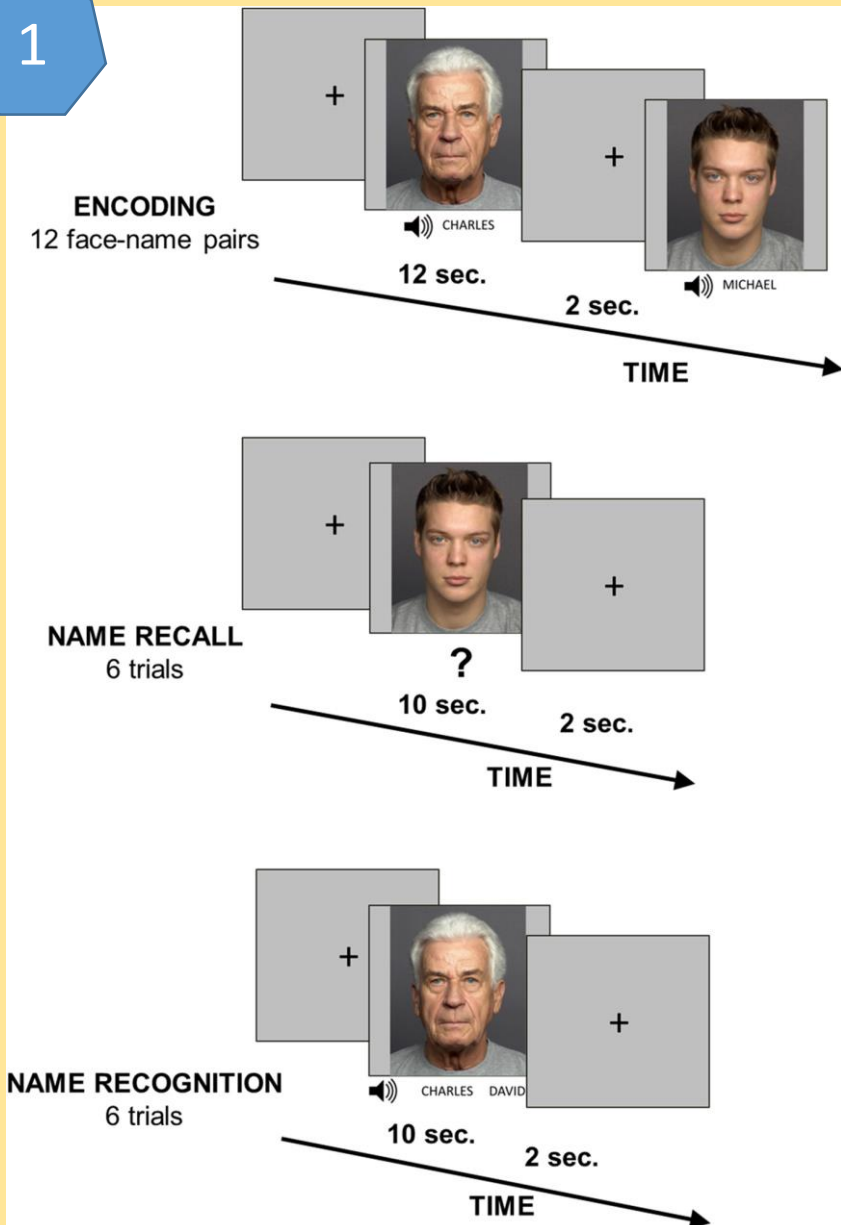 1
+
+
CHARLES
ENCODING
12 face-name pairs
MICHAEL
12 sec.
2 sec.
TIME
+
+
NAME RECALL
6 trials
?
10 sec.
2 sec.
TIME
+
+
NAME RECOGNITION
6 trials
CHARLES DAVID
10 sec.
2 sec.
TIME